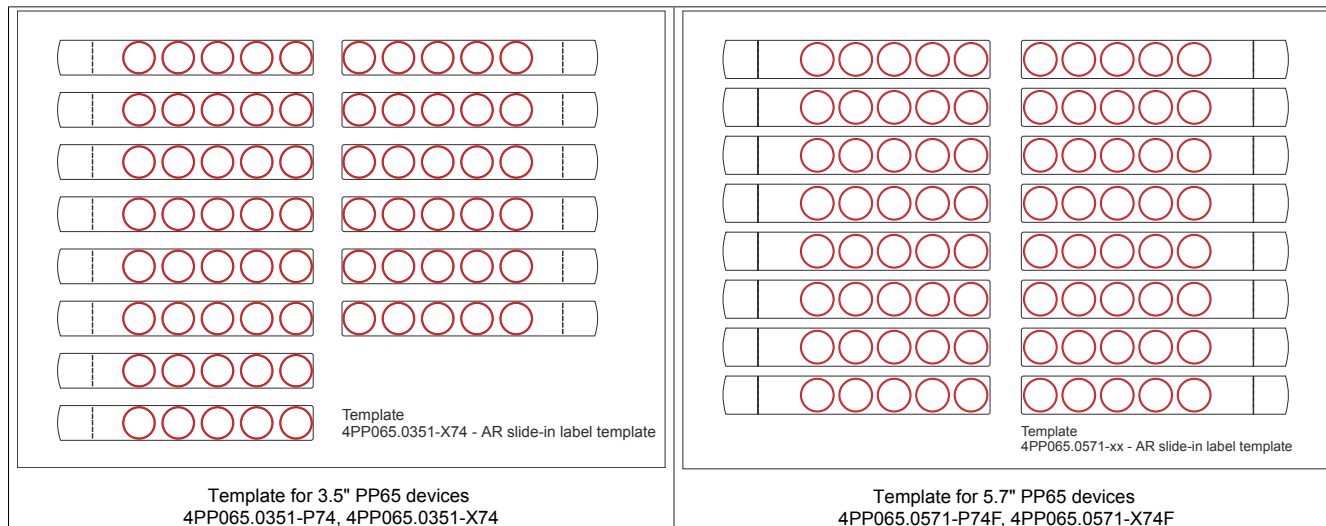 Template
4PP065.0351-X74 - AR slide-in label template
Template for 3.5" PP65 devices
4PP065.0351-P74, 4PP065.0351-X74
Template
4PP065.0571-xx - AR slide-in label template
Template for 5.7" PP65 devices
4PP065.0571-P74F, 4PP065.0571-X74F